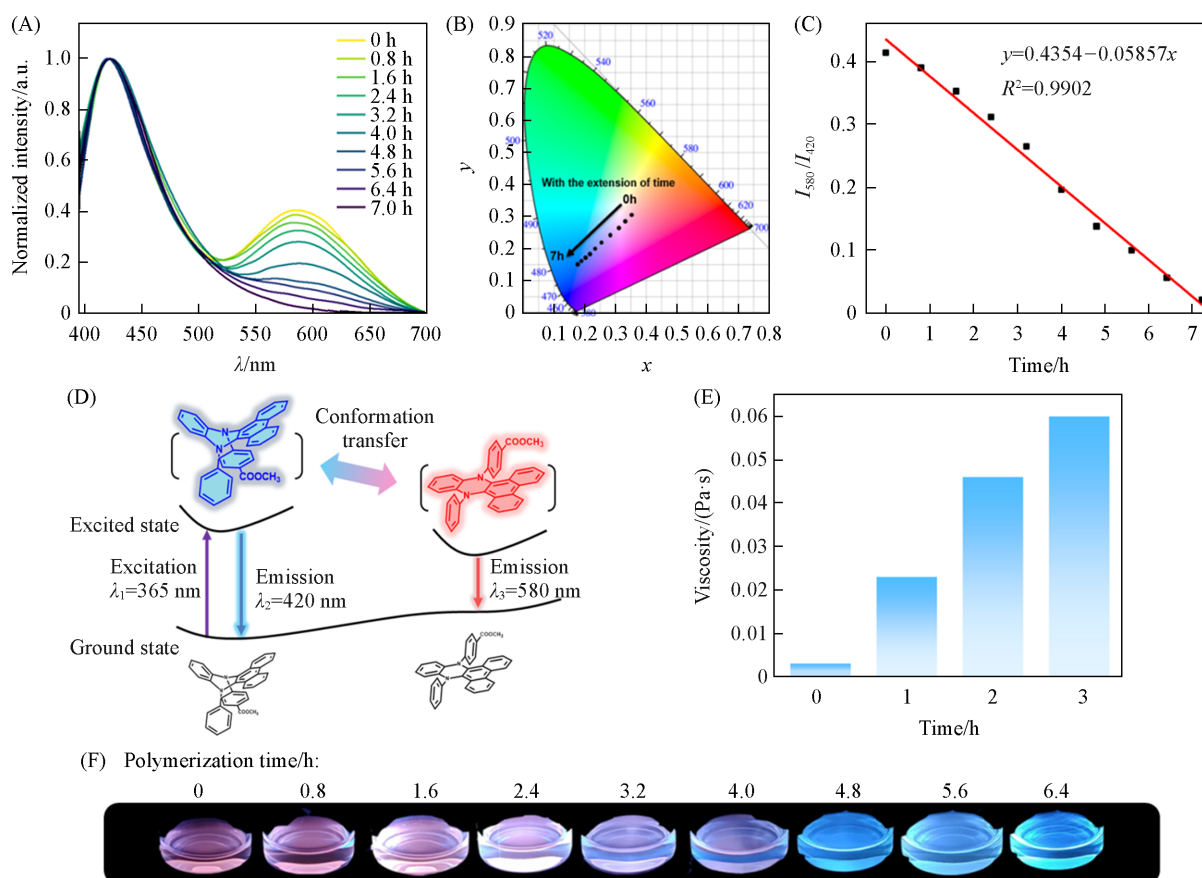 (A)
Normalized intensity/a.u.
1.0
0.8
0.6
0.4
0.2
0
400
450
500
550
600
650
700
λ/nm
0 h
0.8 h
1.6 h
2.4 h
3.2 h
4.0 h
4.8 h
5.6 h
6.4 h
7.0 h
(B)
y
0.9
0.8
0.7
0.6
0.5
0.4
0.3
0.2
0.1
0
0.1 0.2 0.3 0.4 0.5 0.6 0.7 0.8
x
520
540
560
500
580
600
620
700
490
480
470
460
With the extension of time
0h
7h
(C)
I580/I420
0.4
0.3
0.2
0.1
0
0 1 2 3 4 5 6 7
Time/h
y=0.4354−0.05857x
R²=0.9902
(D)
N
N
COOCH3
Conformation
transfer
COOCH3
N
N
Excited state
Excitation
λ1=365 nm
Emission
λ2=420 nm
Emission
λ3=580 nm
Ground state
COOCH3
COOCH3
N
N
(E)
Viscosity/(Pa·s)
0.06
0.05
0.04
0.03
0.02
0.01
0
0 1 2 3
Time/h
(F) Polymerization time/h:
0 0.8 1.6 2.4 3.2 4.0 4.8 5.6 6.4